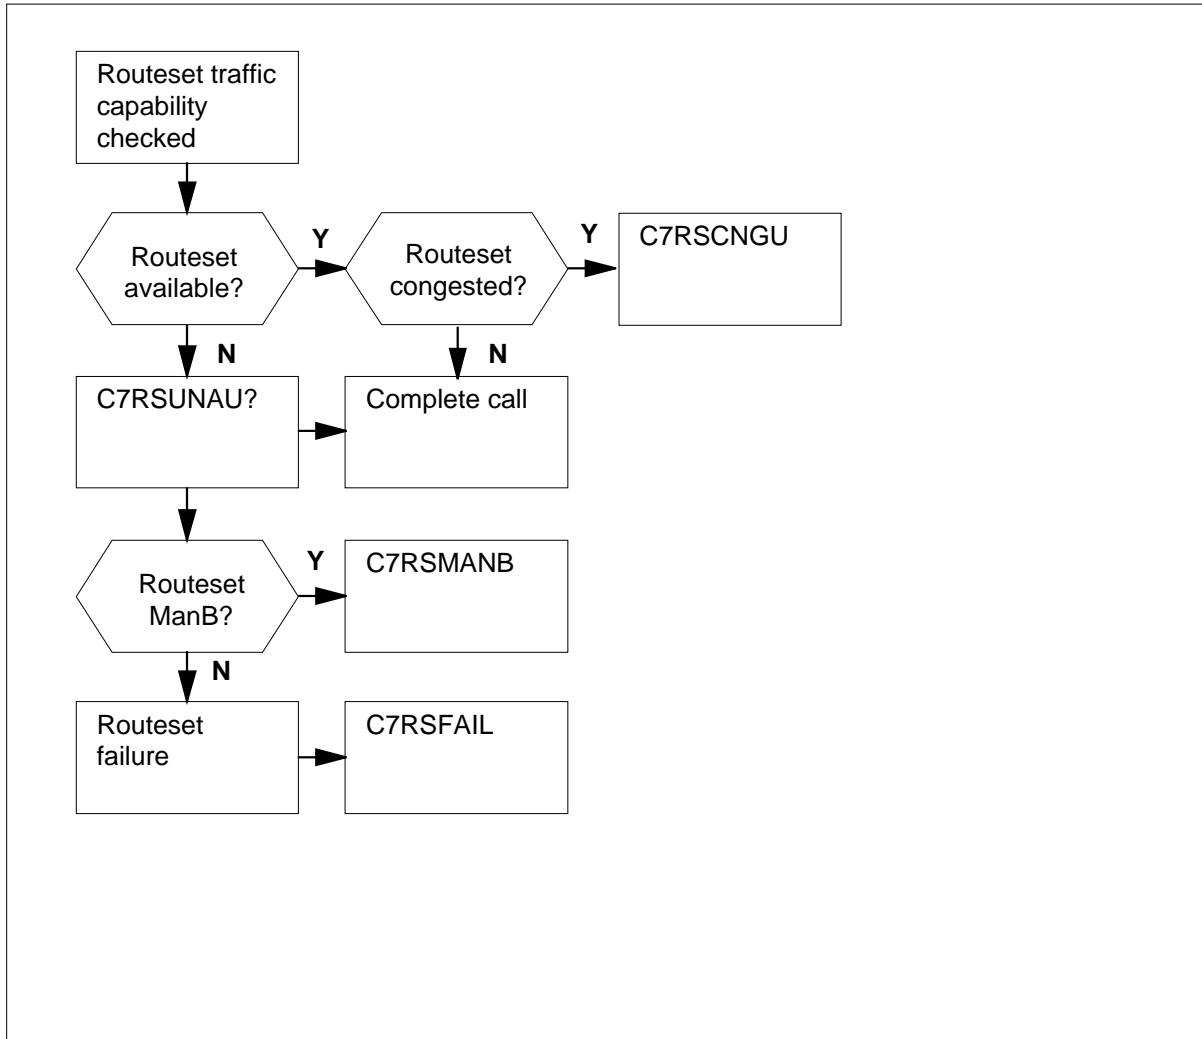 Routeset traffic
capability
checked
Routeset
available?
Y
Routeset
congested?
Y
C7RSCNGU
N
N
C7RSUNAU?
Complete call
Routeset
ManB?
Y
C7RSMANB
N
Routeset
failure
C7RSFAIL